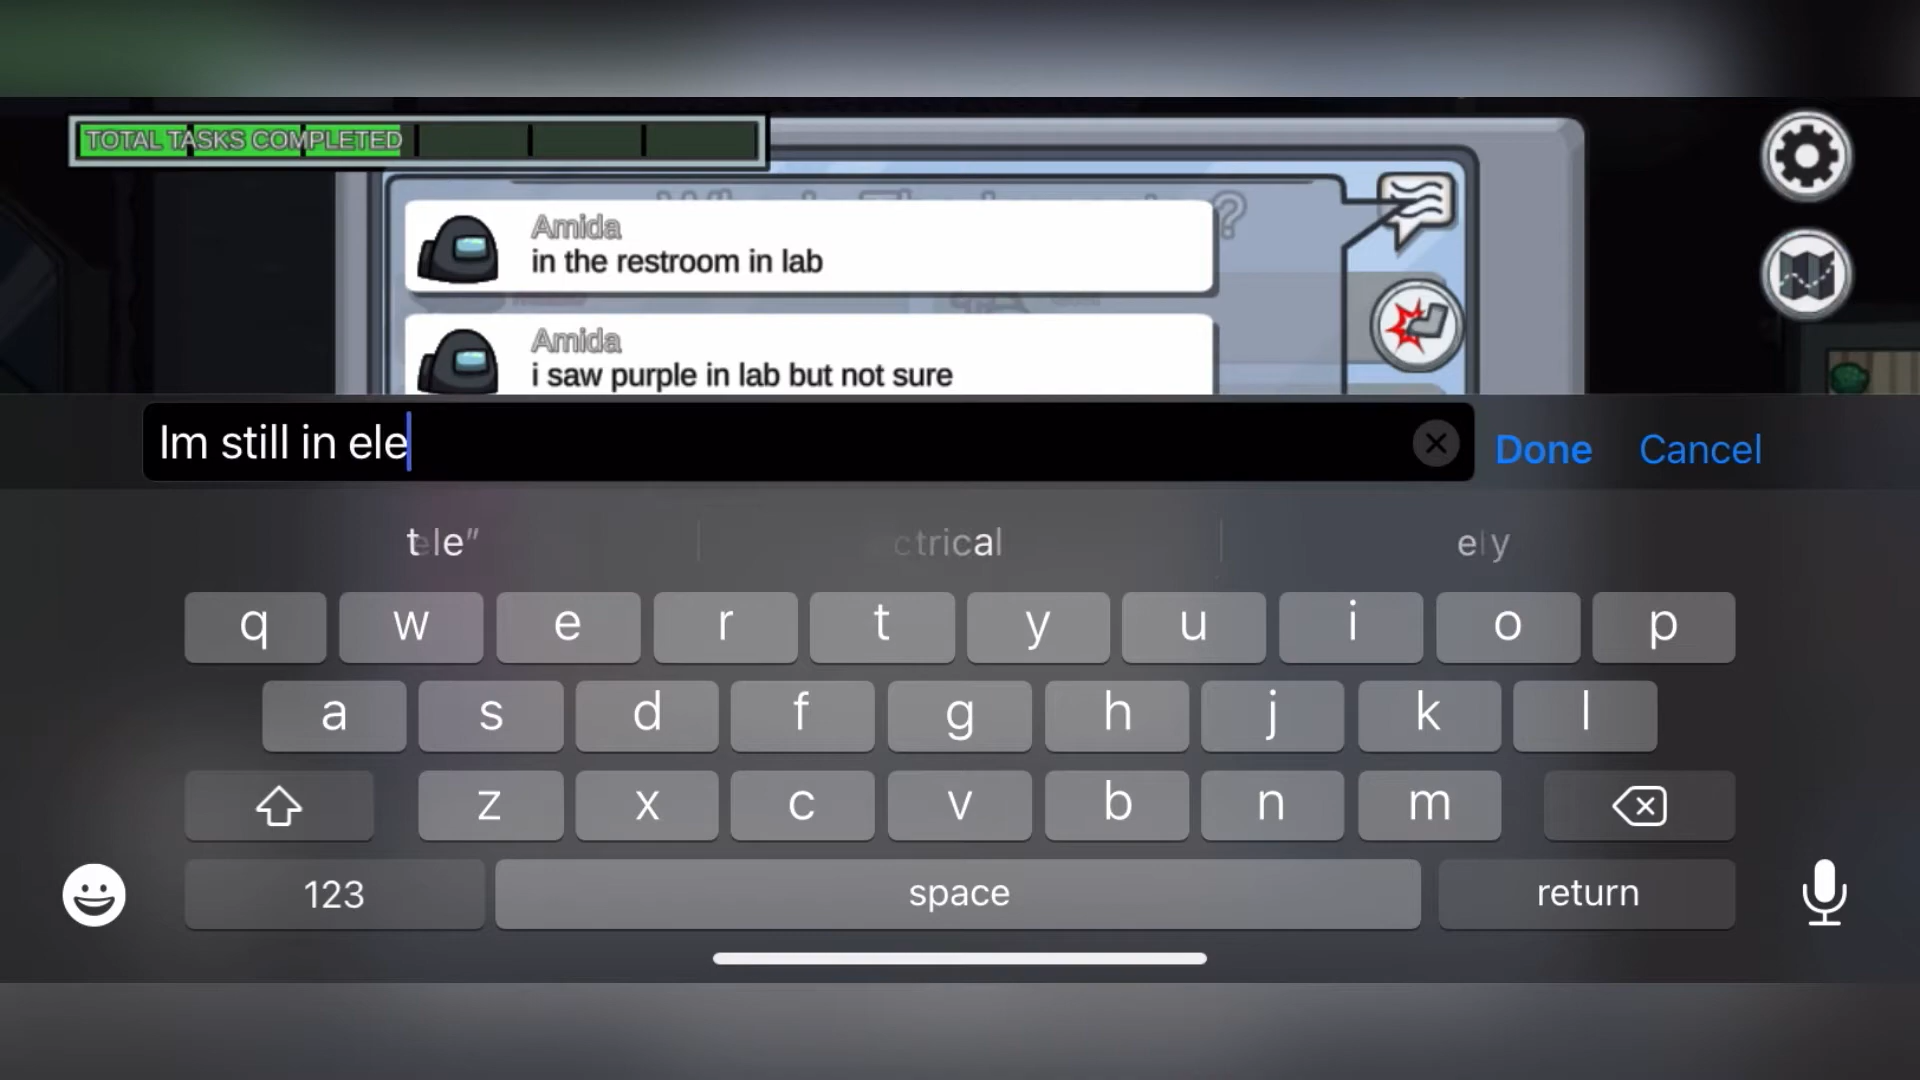 TOTAL TASKS COMPLETED
?
Amida
in the restroom in lab
Amida
i saw purple in lab but not sure
Im still in ele
Done
Cancel
ctrical
ely
q w e r t y u i o p
a s d f g h j k l
z x c v b n m
123
space
return